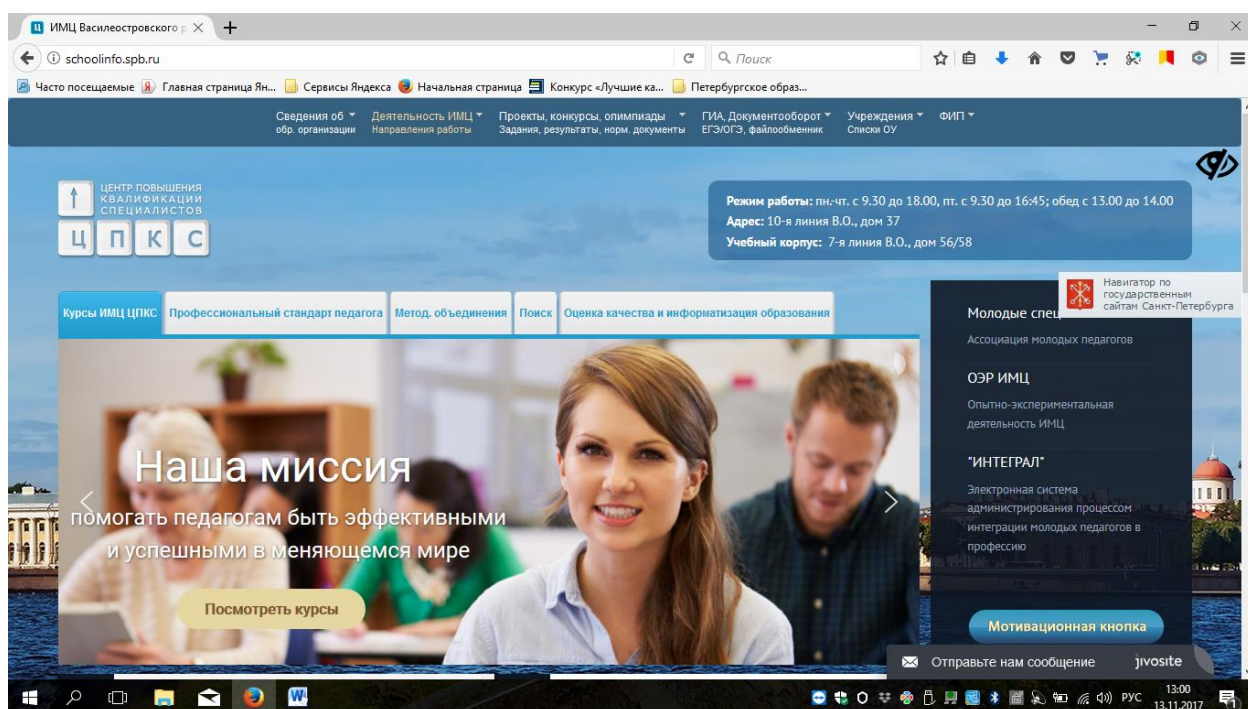 ИМЦ Василеостровского р
schoolinfo.spb.ru
Поиск
Часто посещаемые
Главная страница Ян...
Сервисы Яндекса
Начальная страница
Конкурс «Лучшие ка...
Петербургское образ...
Сведения об
обр. организации
Деятельность ИМЦ
Направления работы
Проекты, конкурсы, олимпиады
Задания, результаты, норм. документы
ГИА, Документооборот
ЕГЭ/ОГЭ, файлообменник
Учреждения
Списки ОУ
ФИП
ЦЕНТР ПОВЫШЕНИЯ
КВАЛИФИКАЦИИ
СПЕЦИАЛИСТОВ
ЦПКС
Режим работы: пн.-чт. с 9.30 до 18.00, пт. с 9.30 до 16:45; обед с 13.00 до 14.00
Адрес: 10-я линия В.О., дом 37
Учебный корпус: 7-я линия В.О., дом 56/58
Навигатор по
государственным
сайтам Санкт-Петербурга
Курсы ИМЦ ЦПКС
Профессиональный стандарт педагога
Метод. объединения
Поиск
Оценка качества и информатизация образования
Наша миссия
помогать педагогам быть эффективными
и успешными в меняющемся мире
Посмотреть курсы
Молодые спец
Ассоциация молодых педагогов
ОЭР ИМЦ
Опытно-экспериментальная
деятельность ИМЦ
"ИНТЕГРАЛ"
Электронная система
администрирования процессом
интеграции молодых педагогов в
профессию
Мотивационная кнопка
Отправьте нам сообщение
jivosite
РУС
13:00
13.11.2017